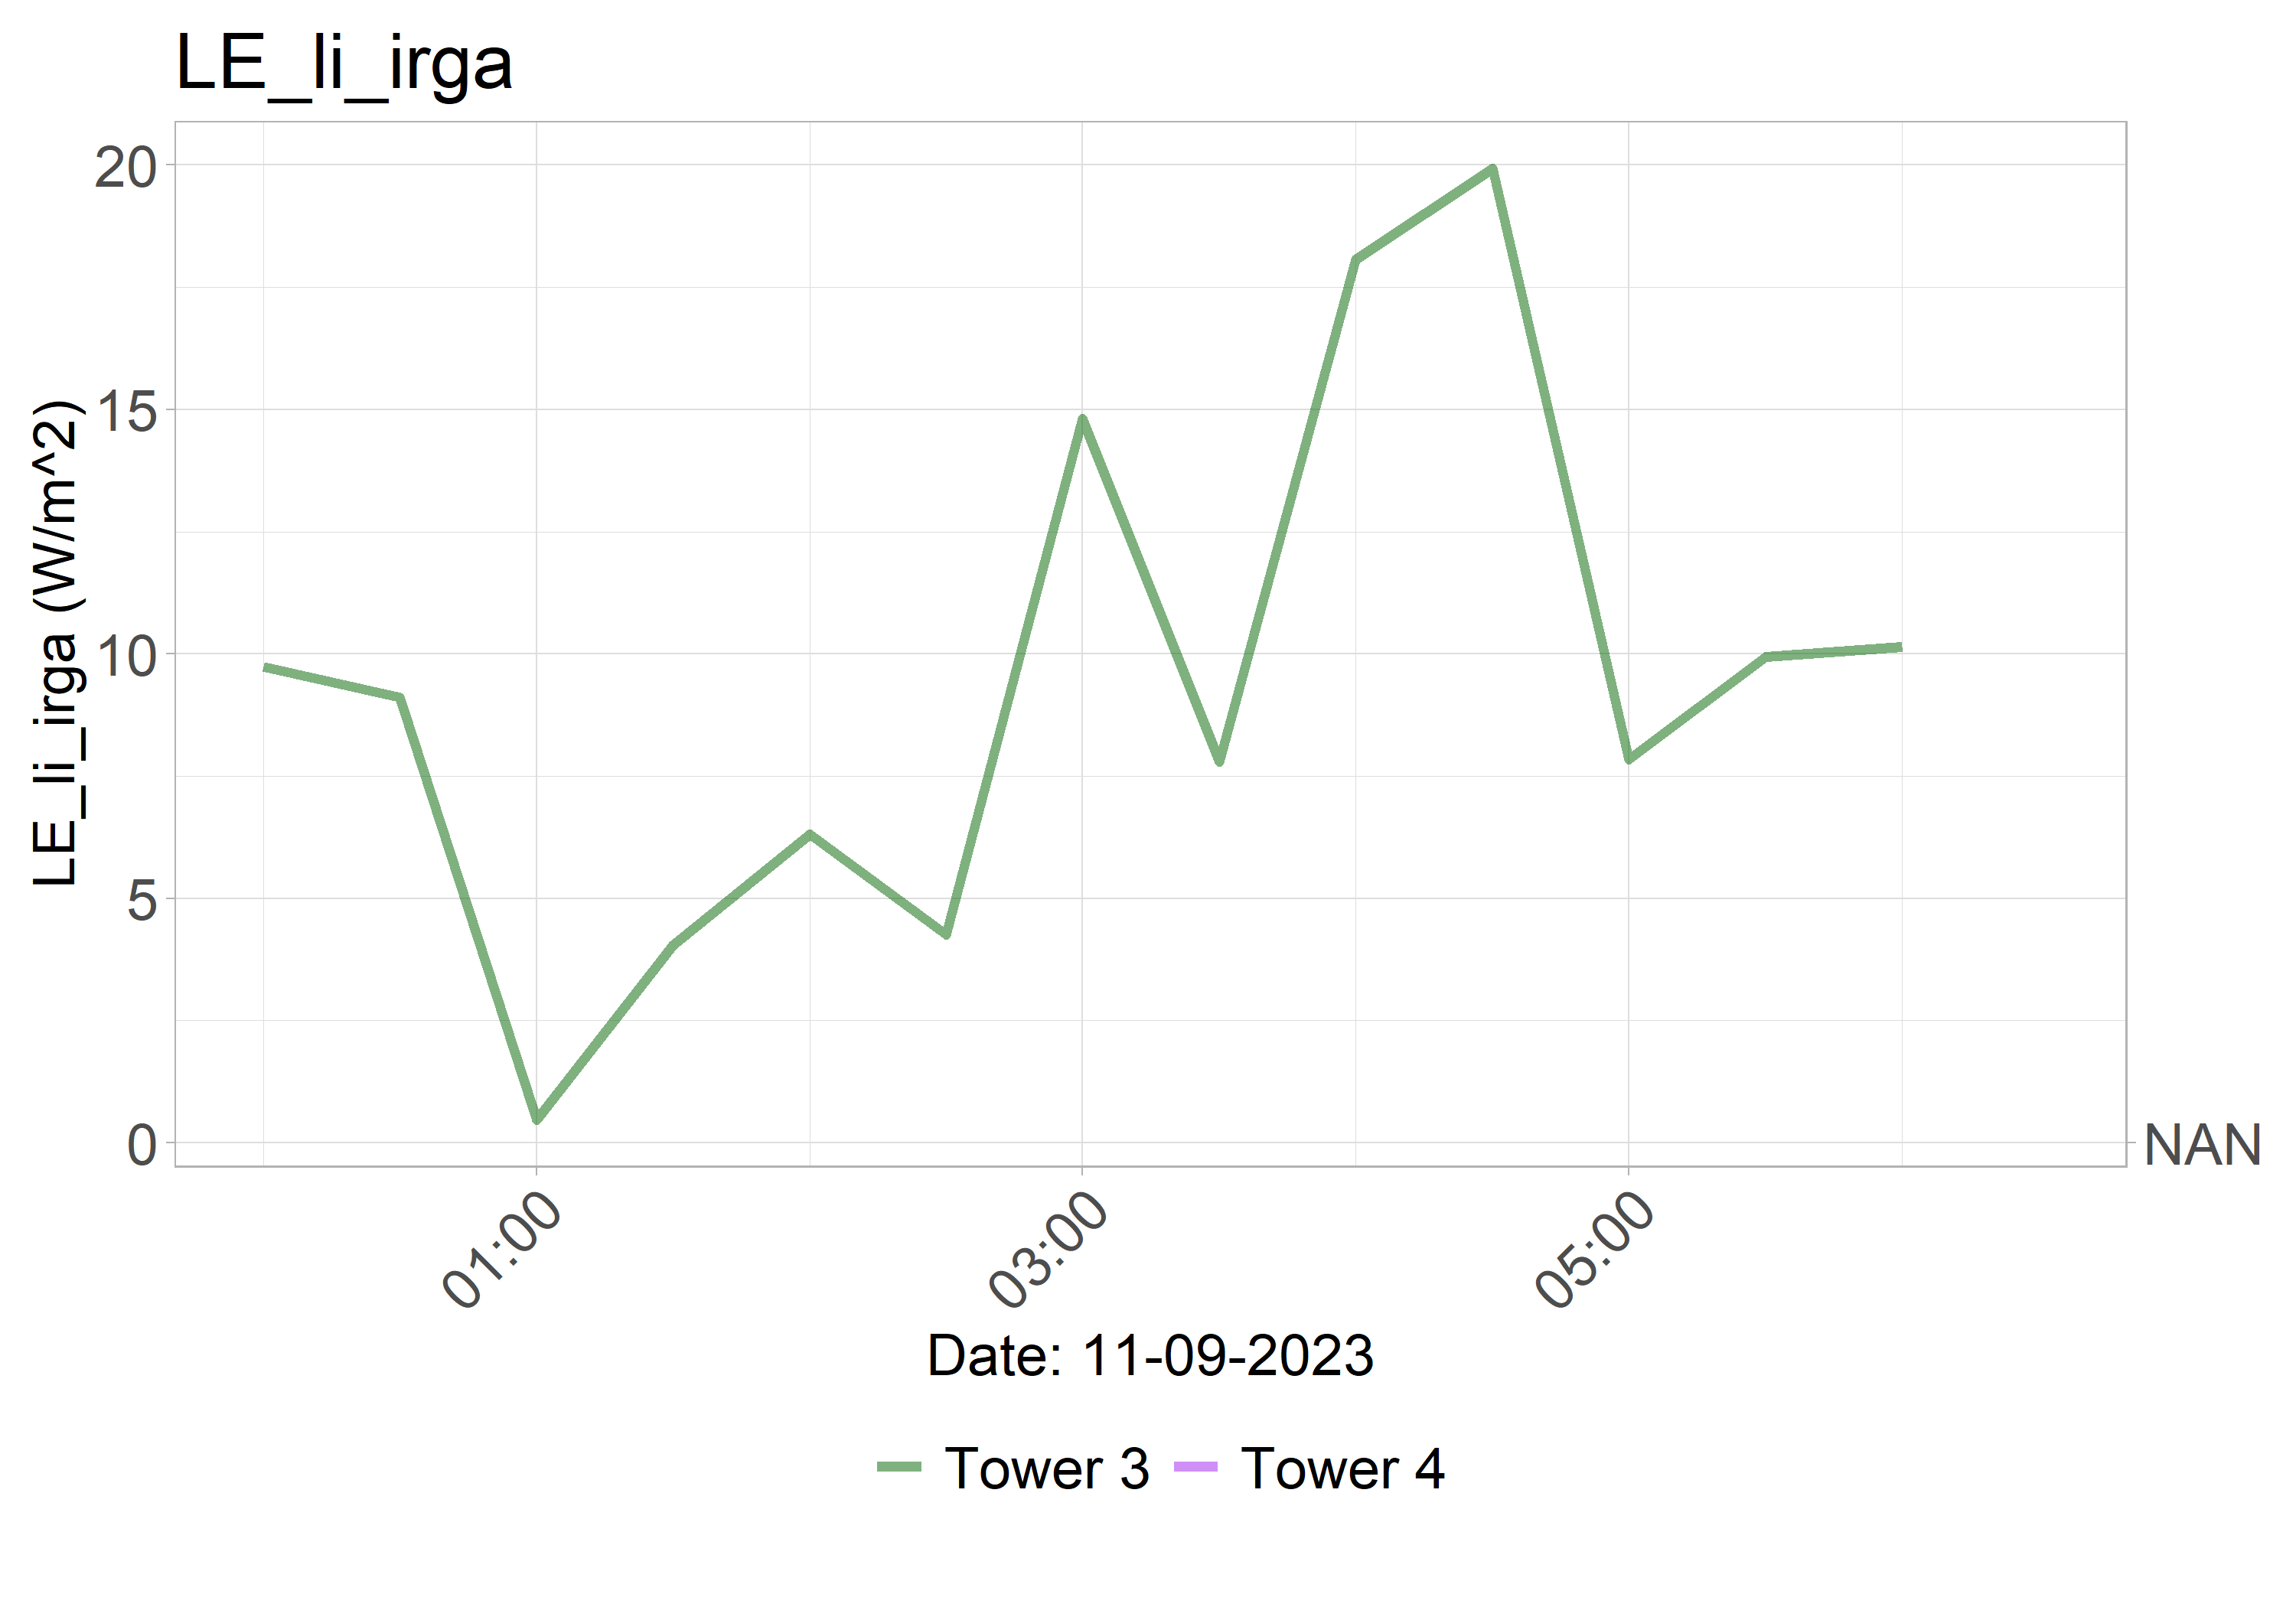 LE_li_irga
LE_li_irga (W/m^2)
20
15
10
5
0
NAN
01:00
03:00
05:00
Date: 11-09-2023
Tower 3
Tower 4